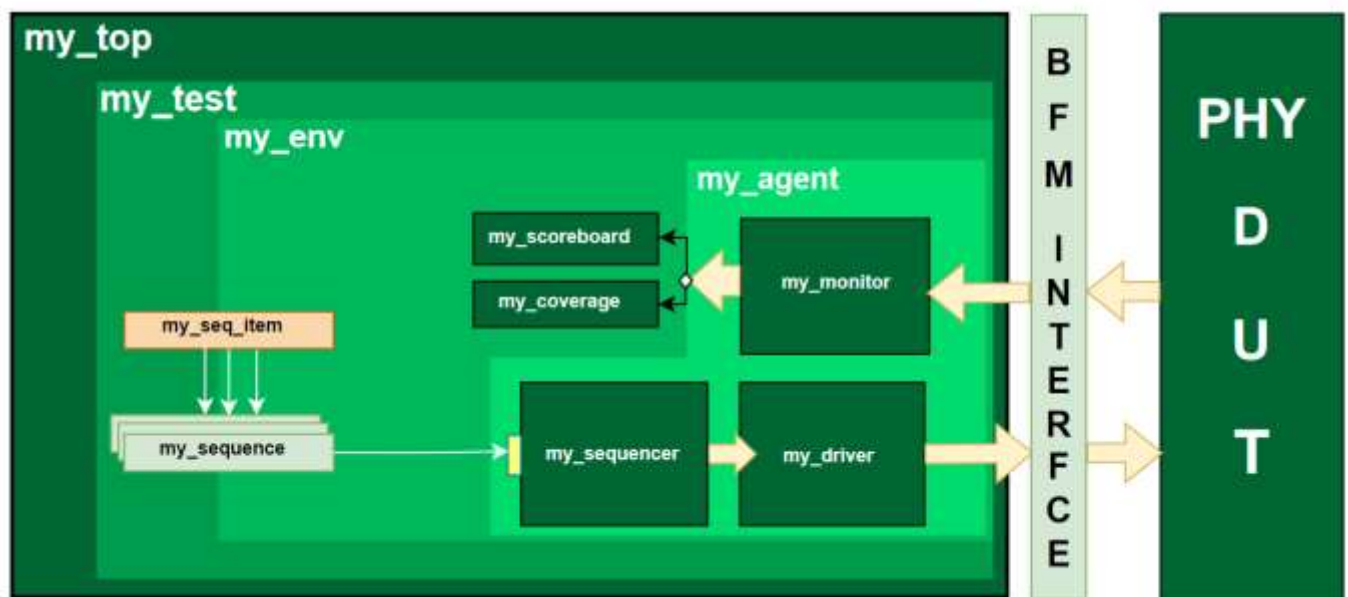 my_top
my_test
my_env
my_agent
my_scoreboard
my_monitor
my_coverage
my_seq_item
my_sequence
my_sequencer
my_driver
B
F
M
I
N
T
E
R
F
C
E
PHY
D
U
T